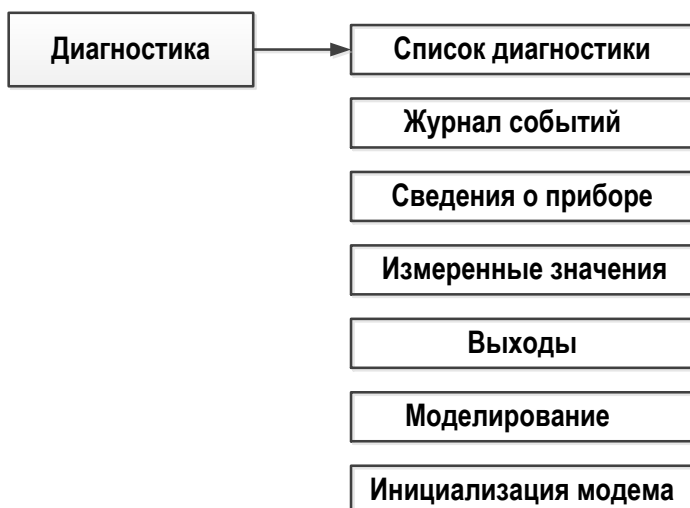 Диагностика
Список диагностики
Журнал событий
Сведения о приборе
Измеренные значения
Выходы
Моделирование
Инициализация модема